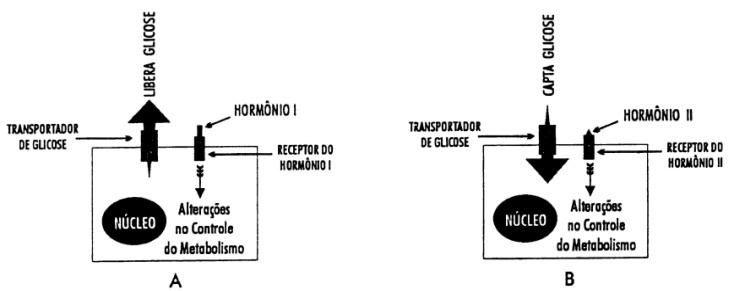 LIBERA GLICOSE
HORMÔNIO I
TRANSPORTADOR
DE GLICOSE
RECEPTOR DO
HORMÔNIO I
NÚCLEO
Alterações
no Controle
do Metabolismo
A
CAPTA GLICOSE
HORMÔNIO II
TRANSPORTADOR
DE GLICOSE
RECEPTOR DO
HORMÔNIO II
NÚCLEO
Alterações
no Controle
do Metabolismo
B